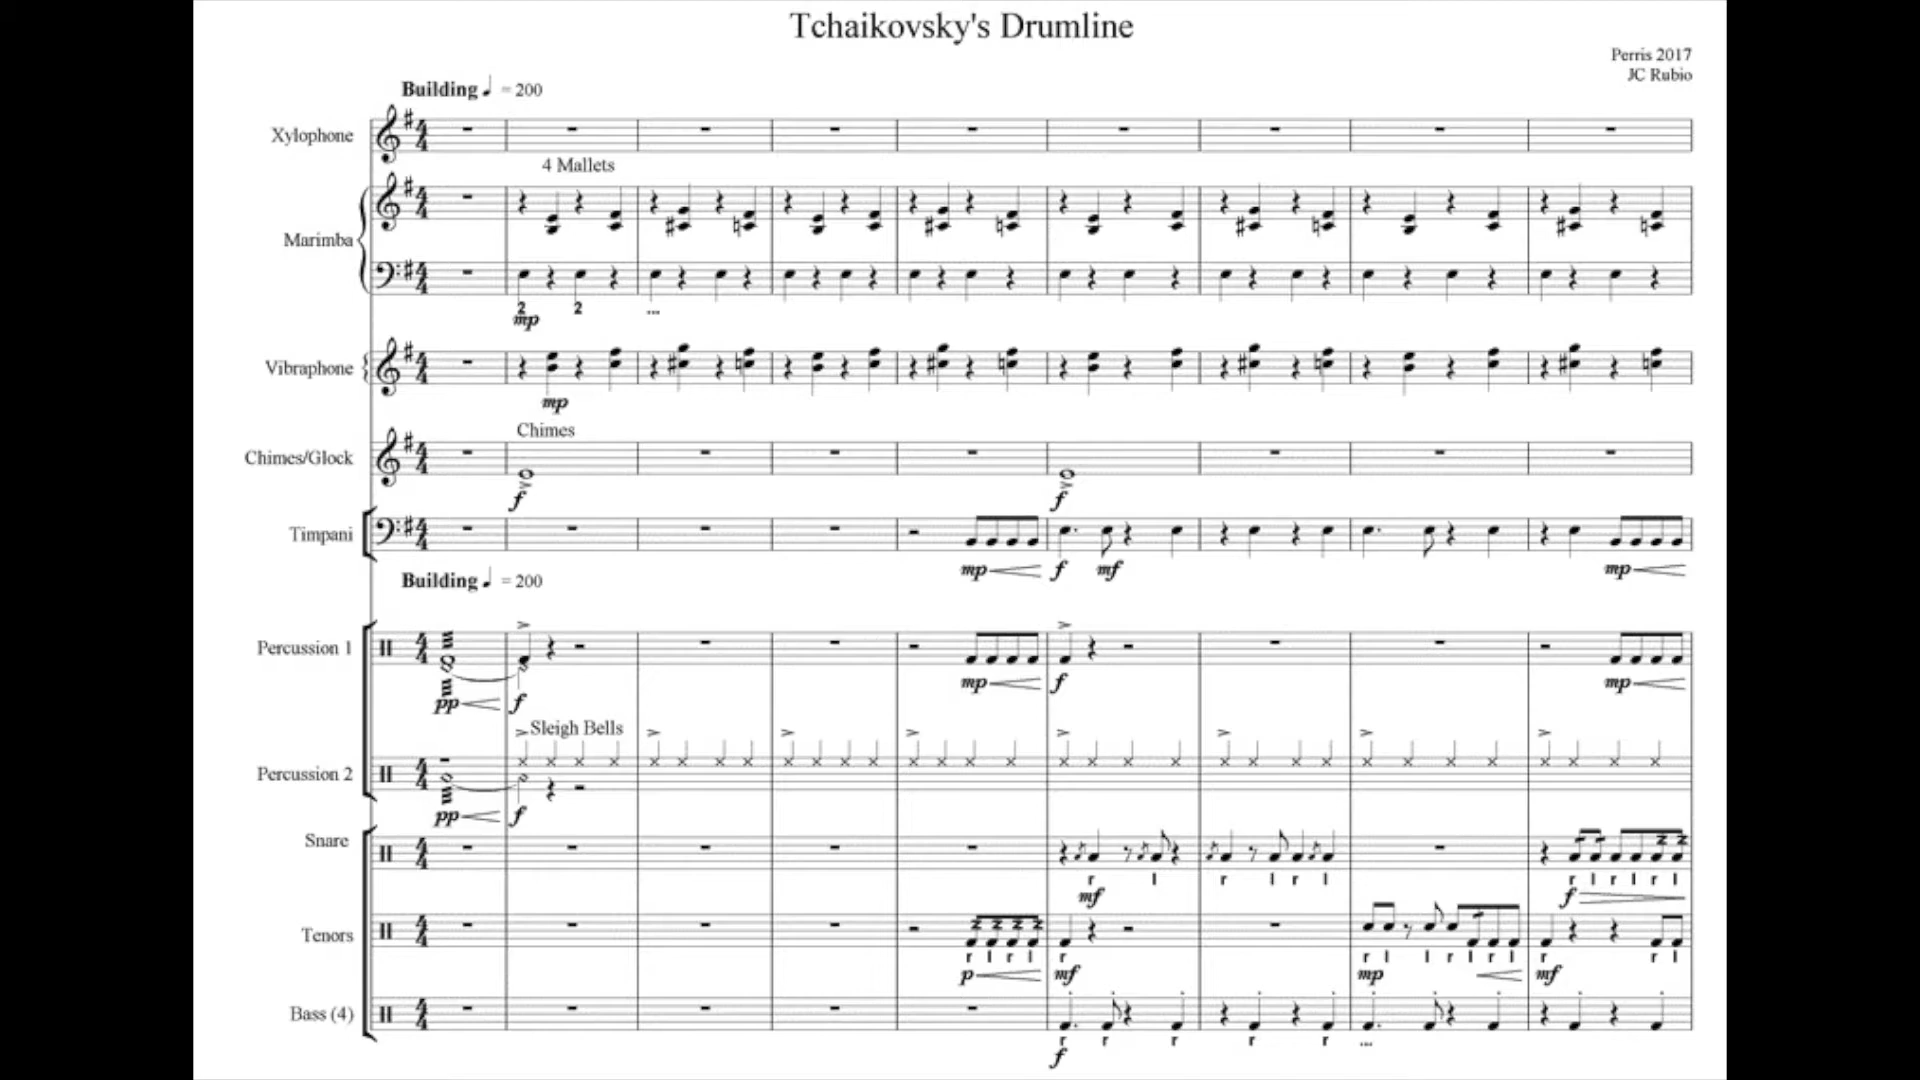 Tchaikovsky's Drumline
Perris 2017
JC Rubio
Building ♩ = 200
Xylophone
4 Mallets
Marimba
2 2 ...
mp
Vibraphone
mp
Chimes
Chimes/Glock
f f
Timpani
mp f mf mp
Building ♩ = 200
Percussion 1
mp f mp
pp f
Sleigh Bells
Percussion 2
pp f
Snare
r l r l r l r l r l r l
mf f
Tenors
r l r l r r l l r l r l r r l
p mf mp mf
Bass (4)
r r r r r ...
f